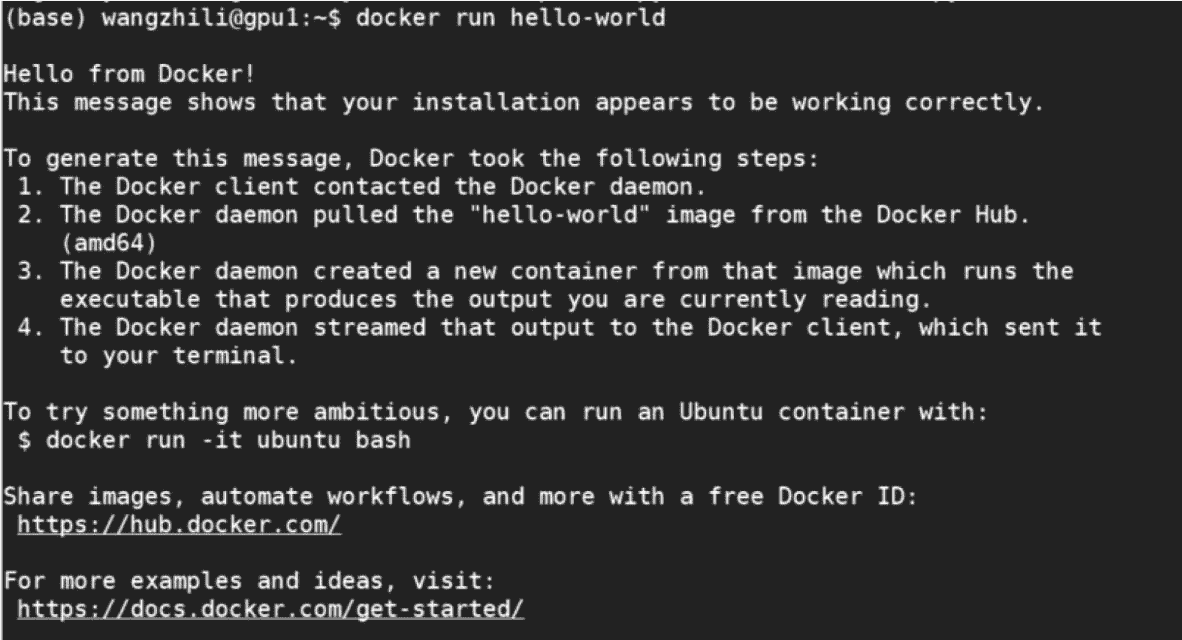 (base) wangzhili@gpu1:~$ docker run hello-world
Hello from Docker!
This message shows that your installation appears to be working correctly.
To generate this message, Docker took the following steps:
1. The Docker client contacted the Docker daemon.
2. The Docker daemon pulled the "hello-world" image from the Docker Hub.
(amd64)
3. The Docker daemon created a new container from that image which runs the
executable that produces the output you are currently reading.
4. The Docker daemon streamed that output to the Docker client, which sent it
to your terminal.
To try something more ambitious, you can run an Ubuntu container with:
$ docker run -it ubuntu bash
Share images, automate workflows, and more with a free Docker ID:
https://hub.docker.com/
For more examples and ideas, visit:
https://docs.docker.com/get-started/